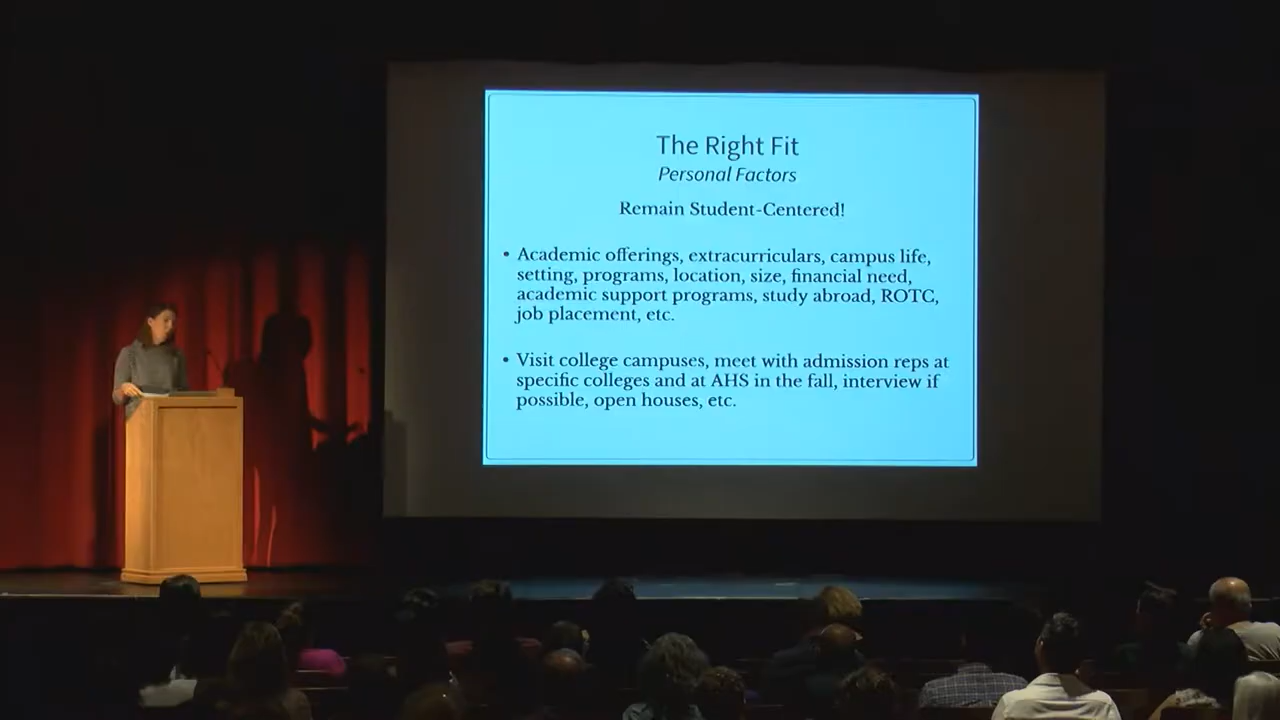 The Right Fit
Personal Factors
Remain Student-Centered!
• Academic offerings, extracurriculars, campus life,
setting, programs, location, size, financial need,
academic support programs, study abroad, ROTC,
job placement, etc.
• Visit college campuses, meet with admission reps at
specific colleges and at AHS in the fall, interview if
possible, open houses, etc.